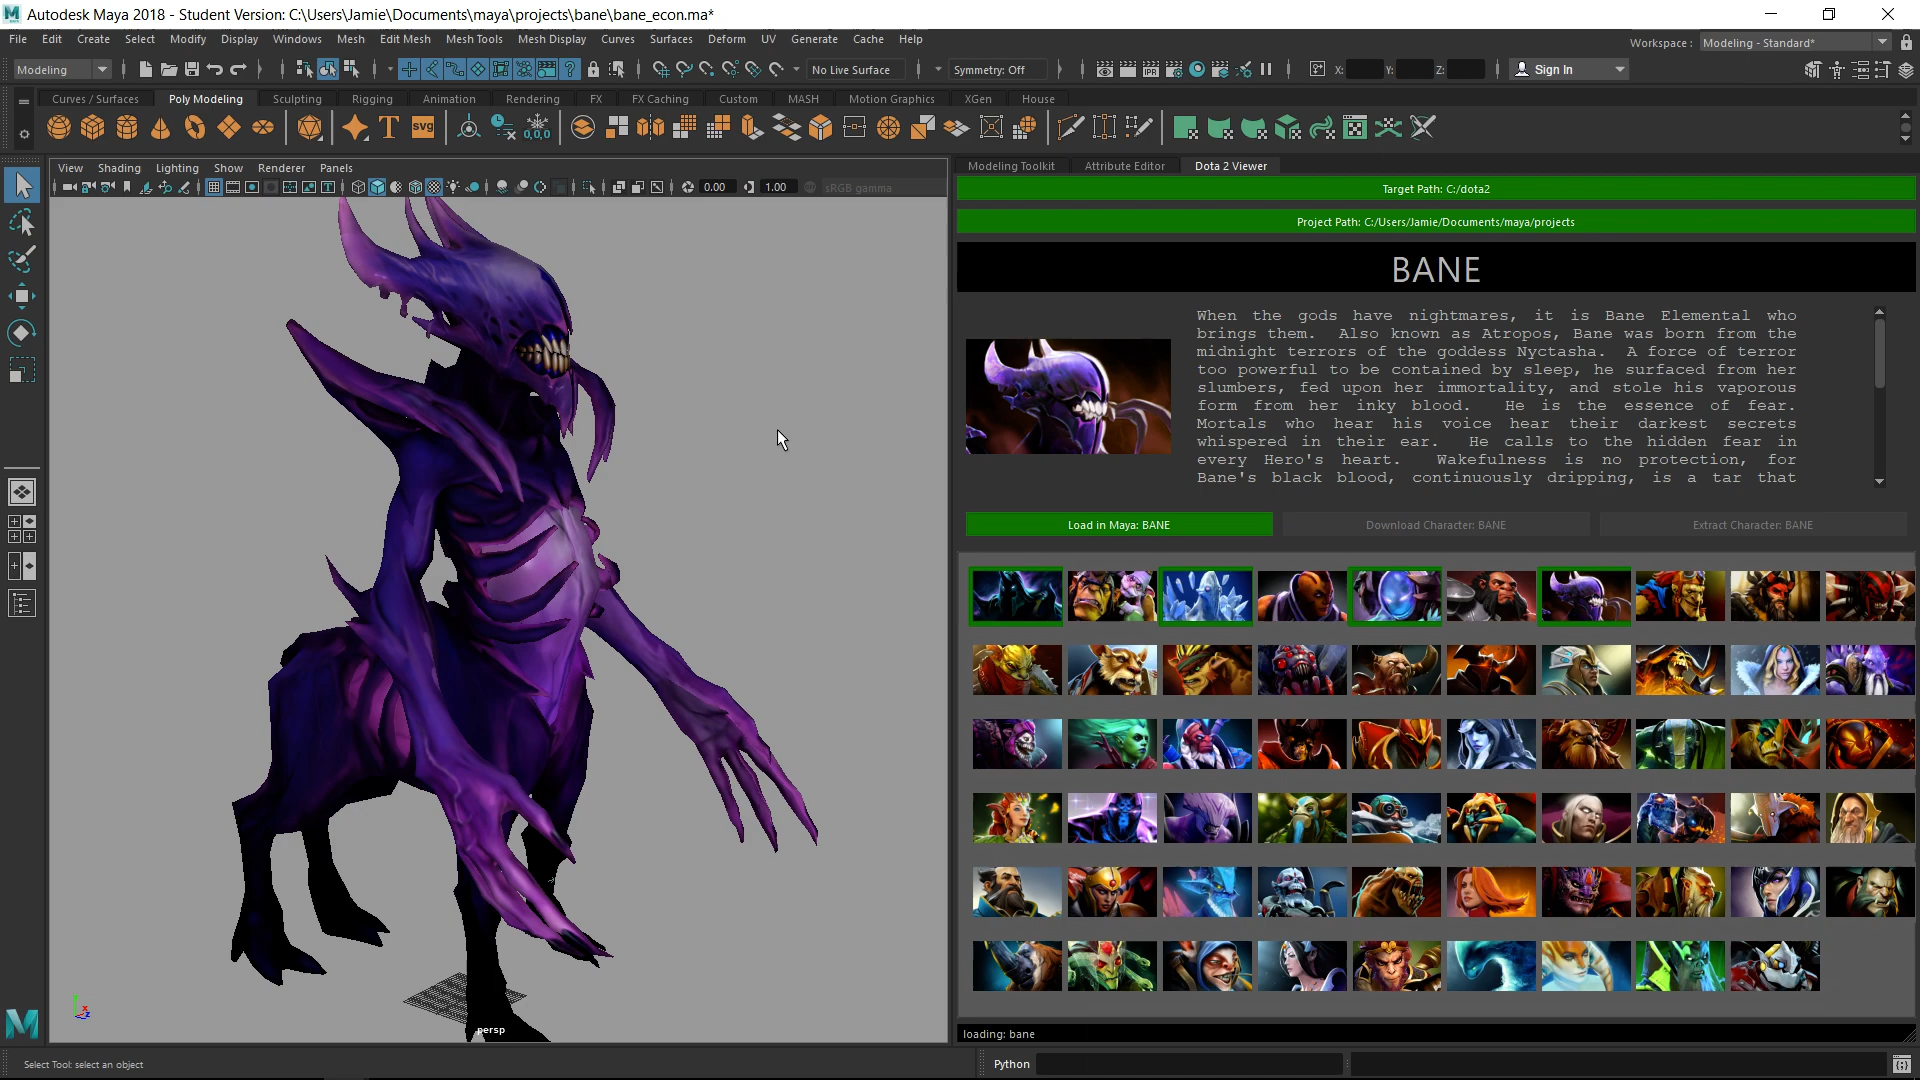 Autodesk Maya 2018 - Student Version: C:\Users\Jamie\Documents\maya\projects\bane\bane_econ.ma*
File Edit Create Select Modify Display Windows Mesh Edit Mesh Mesh Tools Mesh Display Curves Surfaces Deform UV Generate Cache Help
Workspace : Modeling - Standard*
Modeling No Live Surface Symmetry: Off X: Y: Z: Sign In
Curves / Surfaces Poly Modeling Sculpting Rigging Animation Rendering FX FX Caching Custom MASH Motion Graphics XGen House
T svg 0,0,0
View Shading Lighting Show Renderer Panels
0.00 1.00 sRGB gamma
persp
Modeling Toolkit Attribute Editor Dota 2 Viewer
Target Path: C:/dota2
Project Path: C:/Users/Jamie/Documents/maya/projects
BANE
When the gods have nightmares, it is Bane Elemental who
brings them. Also known as Atropos, Bane was born from the
midnight terrors of the goddess Nyctasha. A force of terror
too powerful to be contained by sleep, he surfaced from her
slumbers, fed upon her immortality, and stole his vaporous
form from her inky blood. He is the essence of fear.
Mortals who hear his voice hear their darkest secrets
whispered in their ear. He calls to the hidden fear in
every Hero's heart. Wakefulness is no protection, for
Bane's black blood, continuously dripping, is a tar that
Load in Maya: BANE Download Character: BANE Extract Character: BANE
loading: bane
Select Tool: select an object
Python